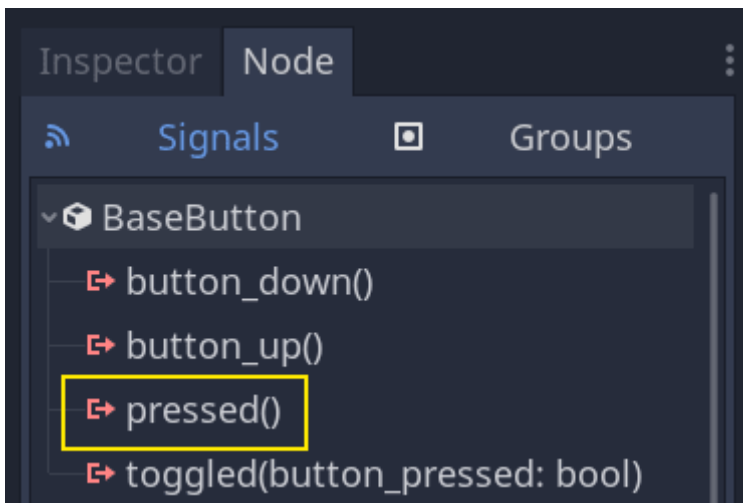 Inspector Node
Signals Groups
BaseButton
button_down()
button_up()
pressed()
toggled(button_pressed: bool)